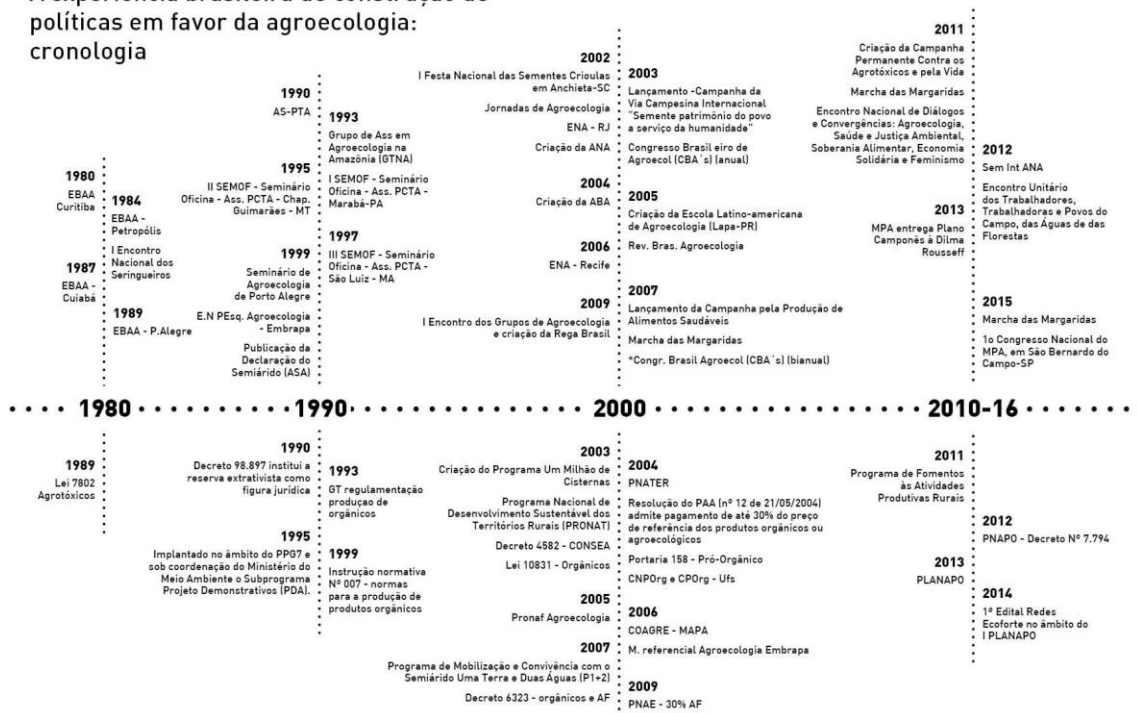 políticas em favor da agroecologia:
cronologia
1980
EBAA
Curitiba
1987
EBAA -
Cuiabá
1984
EBAA -
Petrópolis
I Encontro
Nacional dos
Seringueiros
1989
EBAA - P.Alegre
1990
AS-PTA
1995
II SEMOF - Seminário
Oficina - Ass. PCTA - Chap.
Guimarães - MT
1999
Seminário de
Agroecologia
de Porto Alegre
E.N PEsq. Agroecologia
- Embrapa
Publicação da
Declaração do
Semiárido (ASA)
1993
Grupo de Ass em
Agroecologia na
Amazônia (GTNA)
I SEMOF - Seminário
Oficina - Ass. PCTA -
Marabá-PA
1997
III SEMOF - Seminário
Oficina - Ass. PCTA -
São Luiz - MA
2002
I Festa Nacional das Sementes Crioulas
em Anchieta-SC
Jornadas de Agroecologia
ENA - RJ
Criação da ANA
2004
Criação da ABA
2006
ENA - Recife
2009
I Encontro dos Grupos de Agroecologia
e criação da Rega Brasil
2003
Lançamento -Campanha da
Via Campesina Internacional
"Semente patrimônio do povo
a serviço da humanidade"
Congresso Brasil eiro de
Agroecol (CBA´s) (anual)
2005
Criação da Escola Latino-americana
de Agroecologia (Lapa-PR)
Rev. Bras. Agroecologia
2007
Lançamento da Campanha pela Produção de
Alimentos Saudáveis
Marcha das Margaridas
*Congr. Brasil Agroecol (CBA´s) (bianual)
2011
Criação da Campanha
Permanente Contra os
Agrotóxicos e pela Vida
Marcha das Margaridas
Encontro Nacional de Diálogos
e Convergências: Agroecologia,
Saúde e Justiça Ambiental,
Soberania Alimentar, Economia
Solidária e Feminismo
2013
MPA entrega Plano
Camponês à Dilma
Rousseff
2012
Sem Int ANA
Encontro Unitário
dos Trabalhadores,
Trabalhadoras e Povos do
Campo, das Águas de das
Florestas
2015
Marcha das Margaridas
1o Congresso Nacional do
MPA, em São Bernardo do
Campo-SP
1980 1990 2000 2010-16
1989
Lei 7802
Agrotóxicos
1990
Decreto 98.897 institui a
reserva extrativista como
figura jurídica
1995
Implantado no âmbito do PPG7 e
sob coordenação do Ministério do
Meio Ambiente o Subprograma
Projeto Demonstrativos (PDA).
1993
GT regulamentação
produçao de
orgânicos
1999
Instrução normativa
Nº 007 - normas
para a produção de
produtos orgânicos
2003
Criação do Programa Um Milhão de
Cisternas
Programa Nacional de
Desenvolvimento Sustentável dos
Territórios Rurais (PRONAT)
Decreto 4582 - CONSEA
Lei 10831 - Orgânicos
2005
Pronaf Agroecologia
2007
Programa de Mobilização e Convivência com o
Semiárido Uma Terra e Duas Águas (P1+2)
Decreto 6323 - orgânicos e AF
2004
PNATER
Resolução do PAA (nº 12 de 21/05/2004)
admite pagamento de até 30% do preço
de referência dos produtos orgânicos ou
agroecológicos
Portaria 158 - Pró-Orgânico
CNPOrg e CPOrg - Ufs
2006
COAGRE - MAPA
M. referencial Agroecologia Embrapa
2009
PNAE - 30% AF
2011
Programa de Fomentos
às Atividades
Produtivas Rurais
2013
PLANAPO
2012
PNAPO - Decreto Nº 7.794
2014
1º Edital Redes
Ecoforte no âmbito do
I PLANAPO